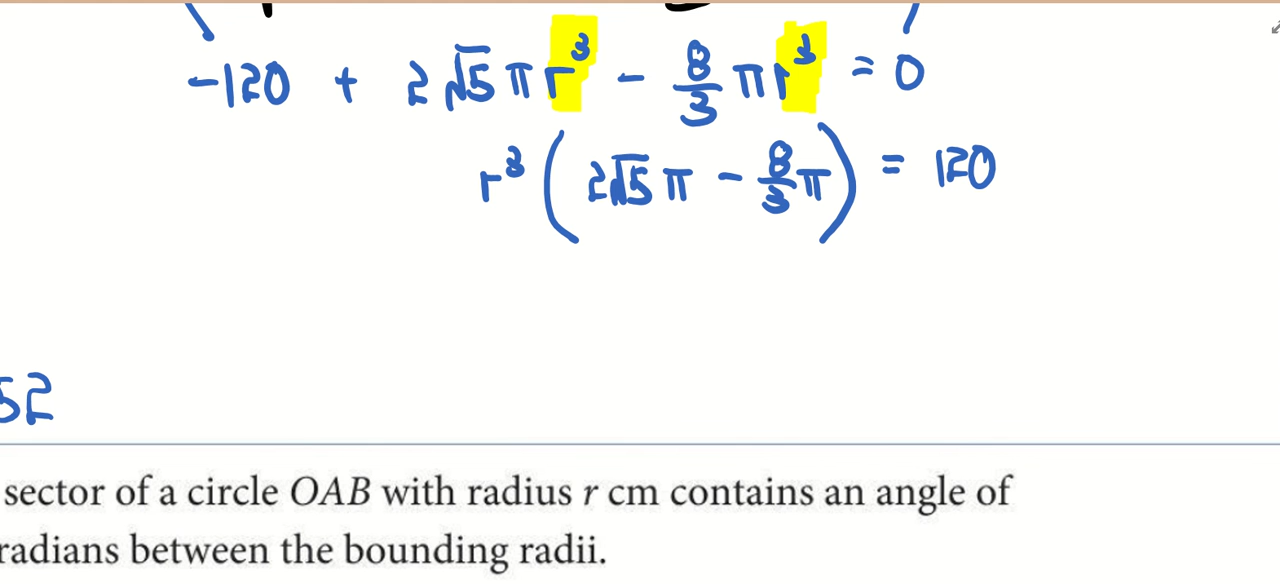 -120 + 2√5 π r³ - 8/3 π r³ = 0
r³ ( 2√5 π - 8/3 π ) = 120
52
sector of a circle OAB with radius r cm contains an angle of
radians between the bounding radii.